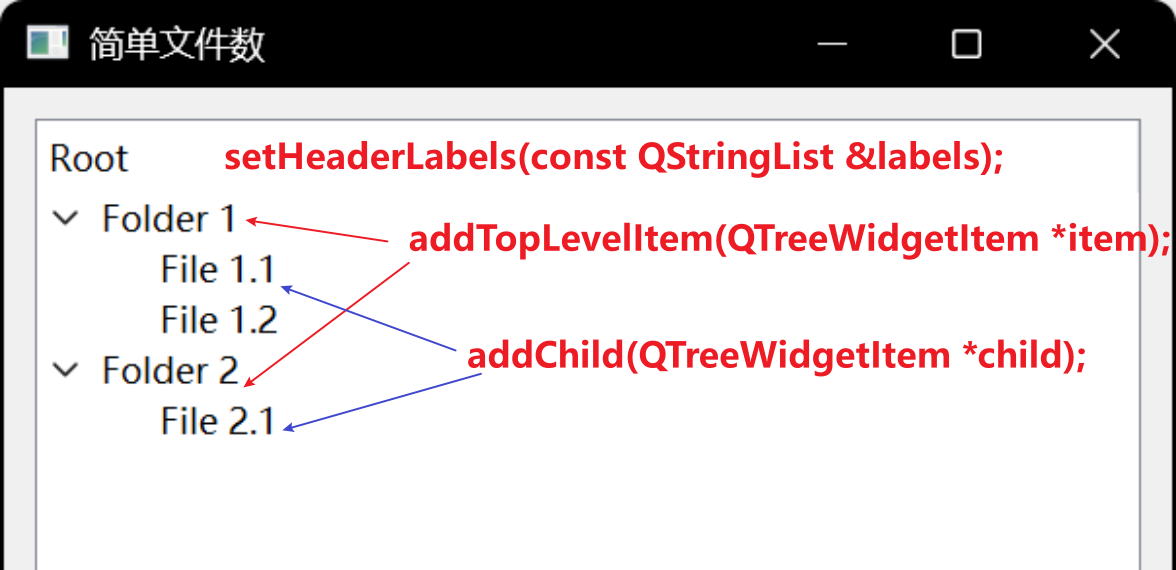 简单文件数
Root
setHeaderLabels(const QStringList &labels);
Folder 1
addTopLevelItem(QTreeWidgetItem *item);
File 1.1
File 1.2
addChild(QTreeWidgetItem *child);
Folder 2
File 2.1